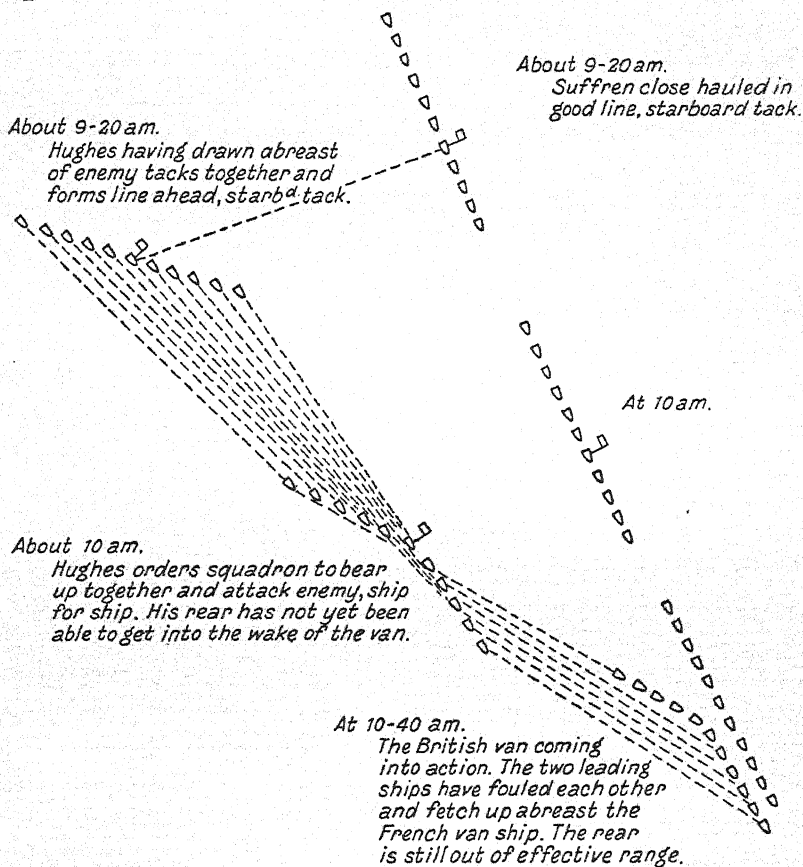 About 9-20 am.
Suffren close hauled in
good line, starboard tack.
About 9-20 am.
Hughes having drawn abreast
of enemy tacks together and
forms line ahead, starbd. tack.
At 10 am.
About 10 am.
Hughes orders squadron to bear
up together and attack enemy, ship
for ship. His rear has not yet been
able to get into the wake of the van.
At 10-40 am.
The British van coming
into action. The two leading
ships have fouled each other
and fetch up abreast the
French van ship. The rear
is still out of effective range.